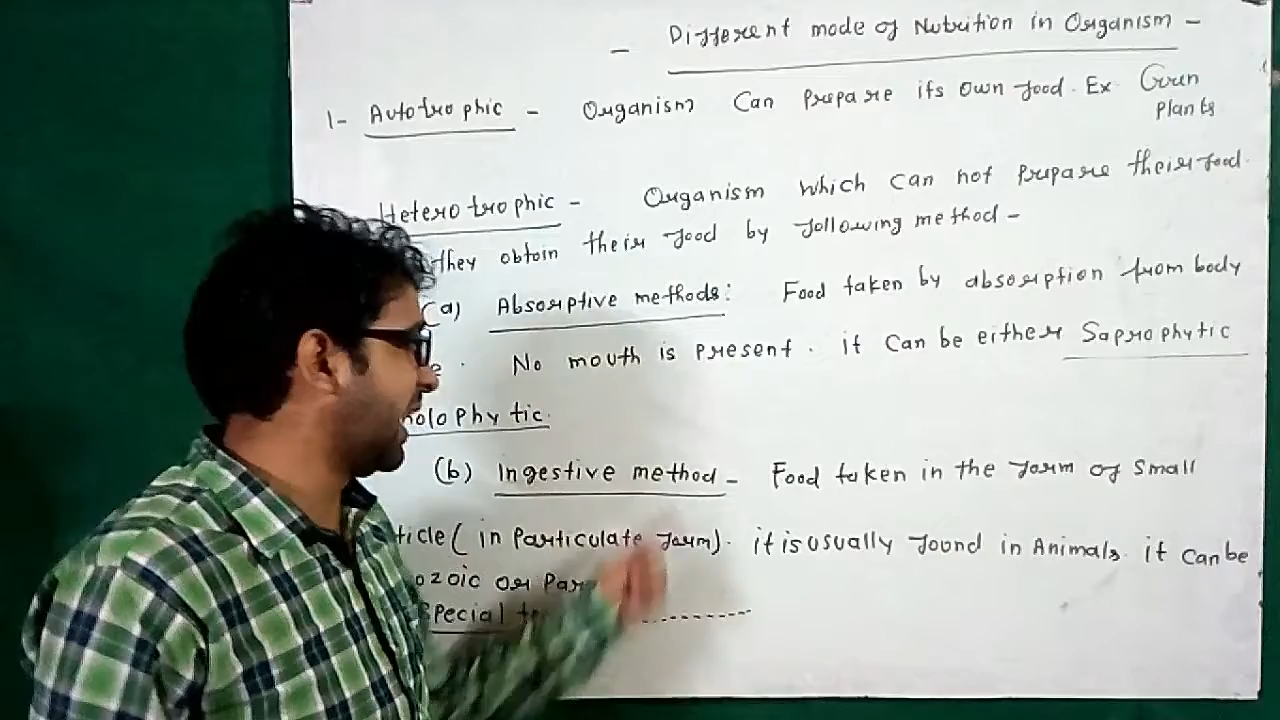 - Different mode of Nutrition in Organism -
1- Autotrophic - Organism Can prepare its own food. Ex Green
plants
Heterotrophic - Organism which can not prepare their food.
they obtain their food by following method -
(a) Absorptive methods: Food taken by absorption from body
No mouth is present. it can be either Saprophytic
holophytic.
(b) Ingestive method - Food taken in the form of small
ticle ( in particulate form). it is usually found in Animals. it can be
ozoic or Par
special